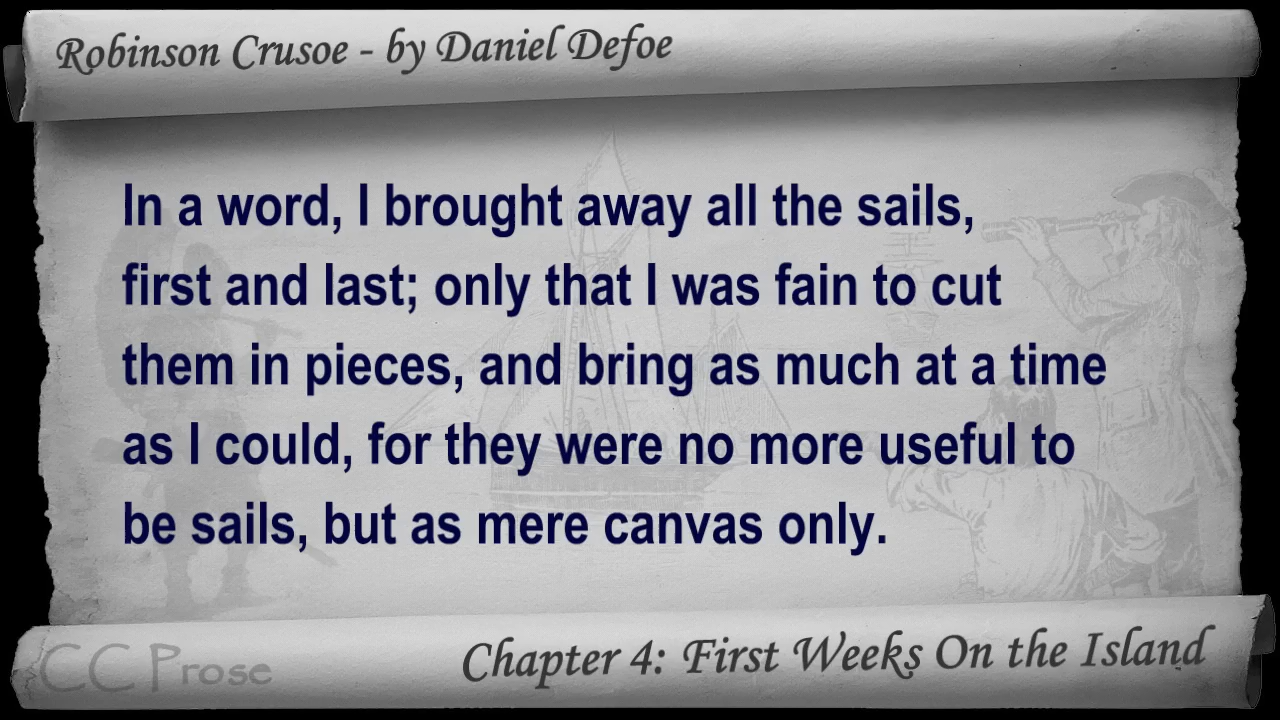 Robinson Crusoe - by Daniel Defoe
In a word, I brought away all the sails,
first and last; only that I was fain to cut
them in pieces, and bring as much at a time
as I could, for they were no more useful to
be sails, but as mere canvas only.
CC Prose
Chapter 4: First Weeks On the Island